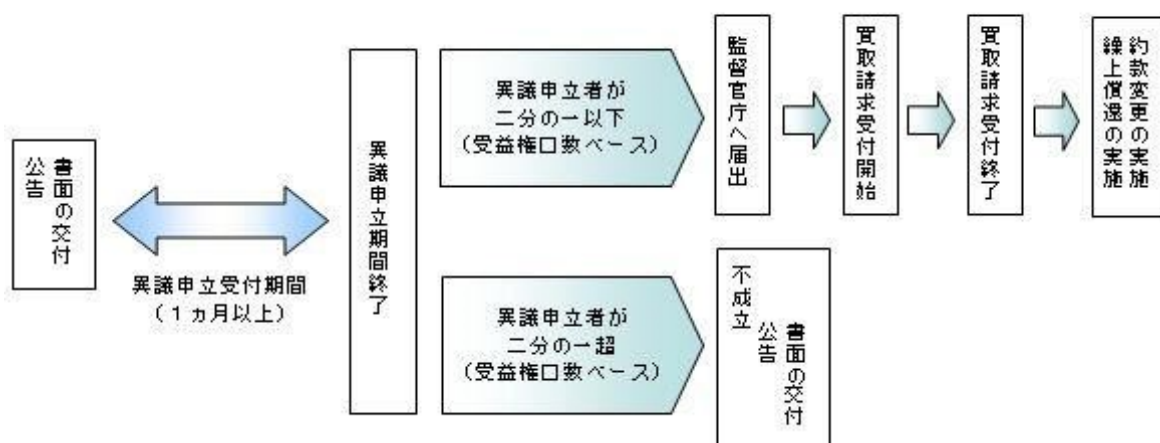 公告
書面の交付
異議申立受付期間
（１ヵ月以上）
異議申立期間終了
異議申立者が
二分の一以下
（受益権口数ベース）
監督官庁へ届出
買取請求受付開始
買取請求受付終了
約款変更の実施
繰上償還の実施
異議申立者が
二分の一超
（受益権口数ベース）
不成立
公告
書面の交付